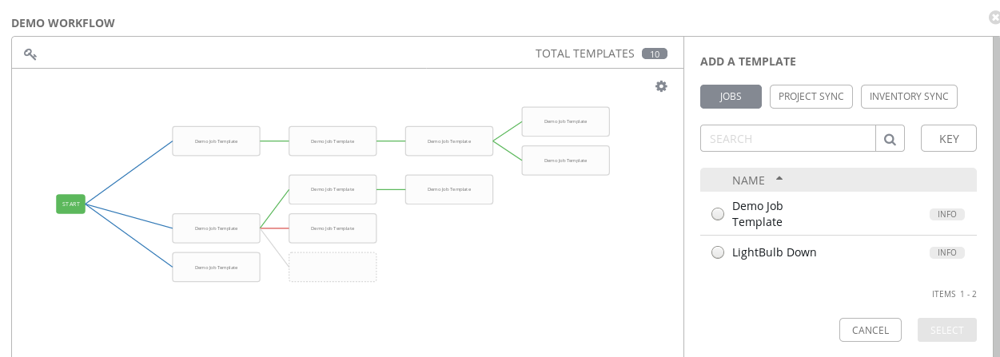 DEMO WORKFLOW
TOTAL TEMPLATES 10
Demo Job Template
Demo Job Template
Demo Job Template
Demo Job Template
Demo Job Template
Demo Job Template
Demo Job Template
START
Demo Job Template
Demo Job Template
Demo Job Template
ADD A TEMPLATE
JOBS PROJECT SYNC INVENTORY SYNC
SEARCH KEY
NAME
Demo Job
Template
INFO
LightBulb Down INFO
ITEMS 1 - 2
CANCEL SELECT